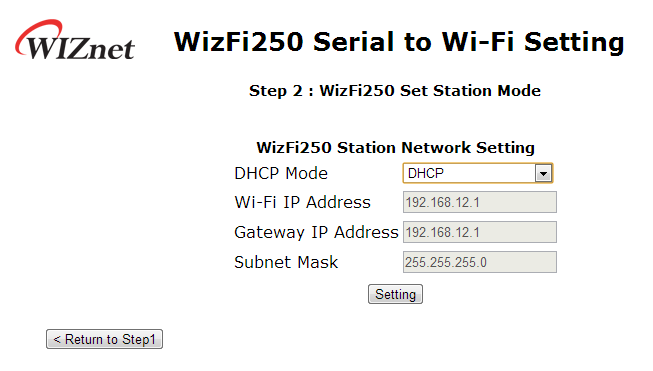 WIZnet
WizFi250 Serial to Wi-Fi Setting
Step 2 : WizFi250 Set Station Mode
WizFi250 Station Network Setting
DHCP Mode DHCP
Wi-Fi IP Address 192.168.12.1
Gateway IP Address 192.168.12.1
Subnet Mask 255.255.255.0
Setting
< Return to Step1